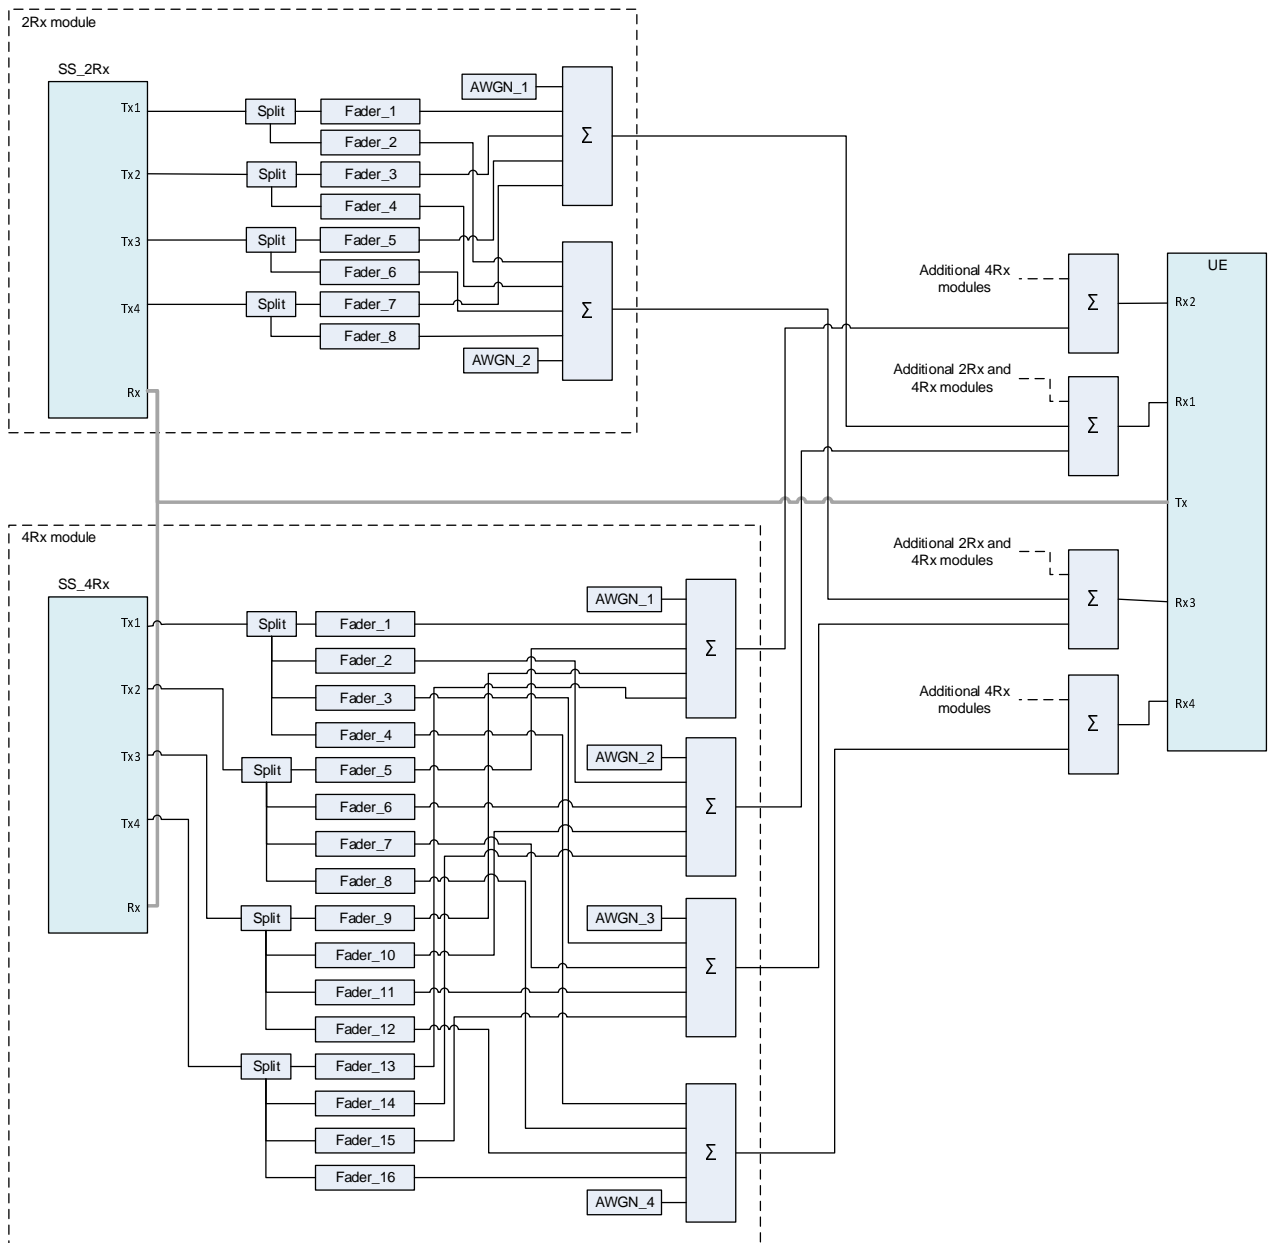 2Rx module
SS_2Rx
Tx1
Tx2
Tx3
Tx4
Rx
Split
Split
Split
Split
Fader_1
Fader_2
Fader_3
Fader_4
Fader_5
Fader_6
Fader_7
Fader_8
AWGN_1
Σ
Σ
AWGN_2
4Rx module
SS_4Rx
Tx1
Tx2
Tx3
Tx4
Rx
Split
Split
Split
Split
Fader_1
Fader_2
Fader_3
Fader_4
Fader_5
Fader_6
Fader_7
Fader_8
Fader_9
Fader_10
Fader_11
Fader_12
Fader_13
Fader_14
Fader_15
Fader_16
AWGN_1
Σ
AWGN_2
Σ
AWGN_3
Σ
Σ
AWGN_4
Additional 4Rx
modules
Σ
Additional 2Rx and
4Rx modules
Σ
Additional 2Rx and
4Rx modules
Σ
Additional 4Rx
modules
Σ
UE
Rx2
Rx1
Tx
Rx3
Rx4